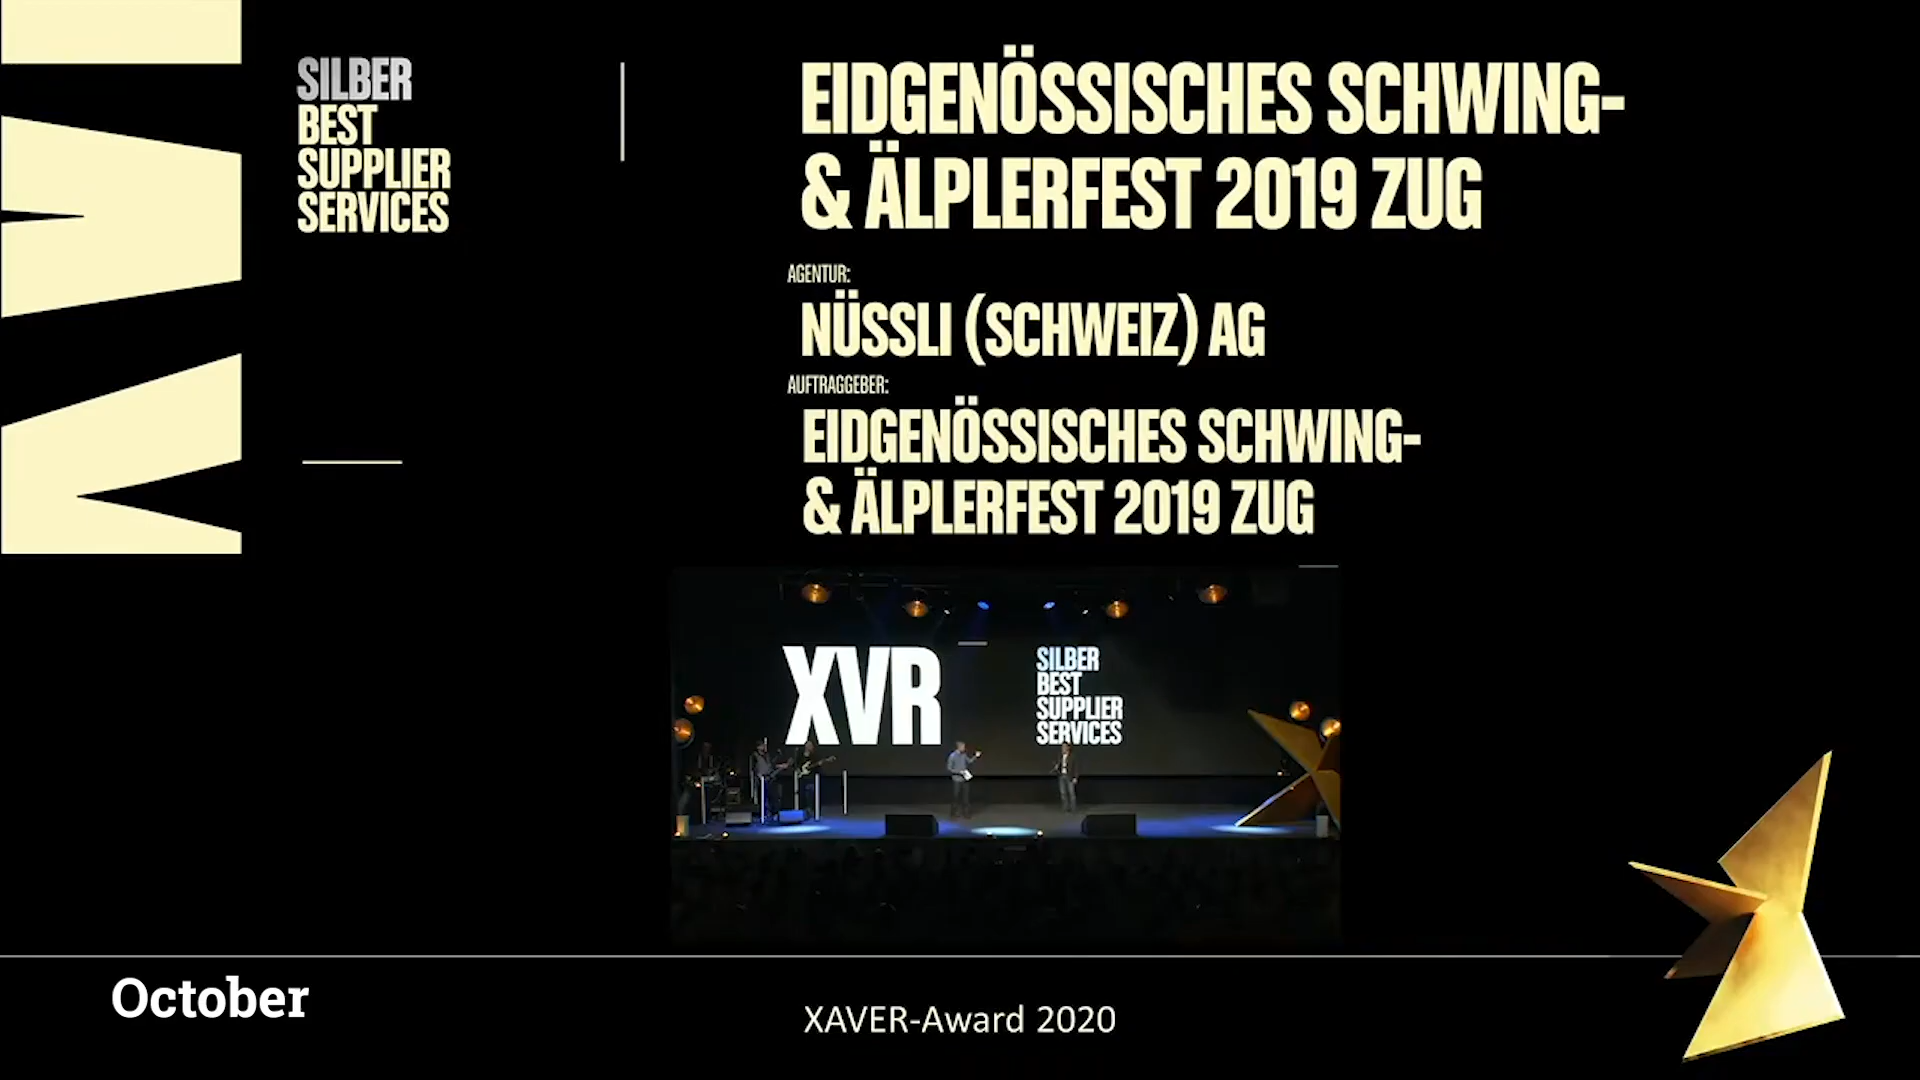 SILBER
BEST
SUPPLIER
SERVICES
EIDGENÖSSISCHES SCHWING-
& ÄLPLERFEST 2019 ZUG
AGENTUR:
NÜSSLI (SCHWEIZ) AG
AUFTRAGGEBER:
EIDGENÖSSISCHES SCHWING-
& ÄLPLERFEST 2019 ZUG
XVR
SILBER
BEST
SUPPLIER
SERVICES
October
XAVER-Award 2020